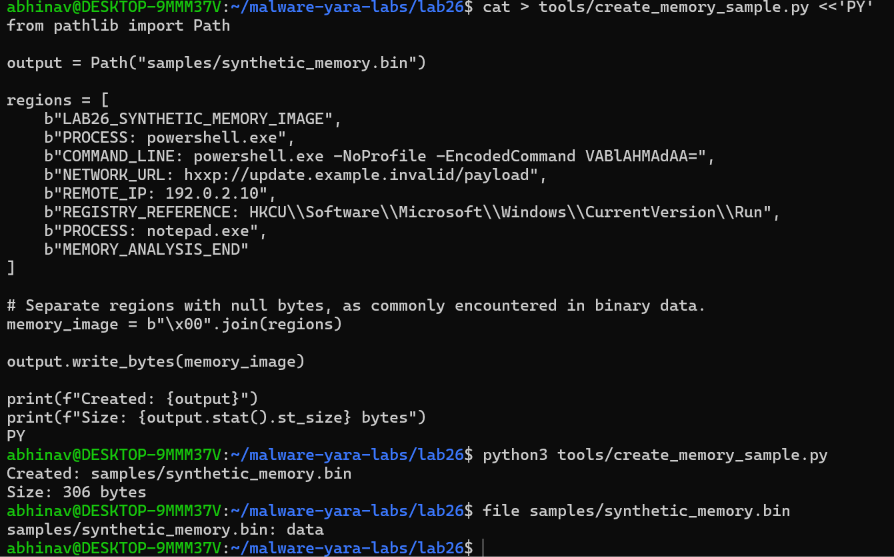 abhinav@DESKTOP-9MMM37V:~/malware-yara-labs/lab26$ cat > tools/create_memory_sample.py <<'PY'
from pathlib import Path

output = Path("samples/synthetic_memory.bin")

regions = [
    b"LAB26_SYNTHETIC_MEMORY_IMAGE",
    b"PROCESS: powershell.exe",
    b"COMMAND_LINE: powershell.exe -NoProfile -EncodedCommand VABlAHMAdAA=",
    b"NETWORK_URL: hxxp://update.example.invalid/payload",
    b"REMOTE_IP: 192.0.2.10",
    b"REGISTRY_REFERENCE: HKCU\\Software\\Microsoft\\Windows\\CurrentVersion\\Run",
    b"PROCESS: notepad.exe",
    b"MEMORY_ANALYSIS_END"
]

# Separate regions with null bytes, as commonly encountered in binary data.
memory_image = b"\x00".join(regions)

output.write_bytes(memory_image)

print(f"Created: {output}")
print(f"Size: {output.stat().st_size} bytes")
PY
abhinav@DESKTOP-9MMM37V:~/malware-yara-labs/lab26$ python3 tools/create_memory_sample.py
Created: samples/synthetic_memory.bin
Size: 306 bytes
abhinav@DESKTOP-9MMM37V:~/malware-yara-labs/lab26$ file samples/synthetic_memory.bin
samples/synthetic_memory.bin: data
abhinav@DESKTOP-9MMM37V:~/malware-yara-labs/lab26$